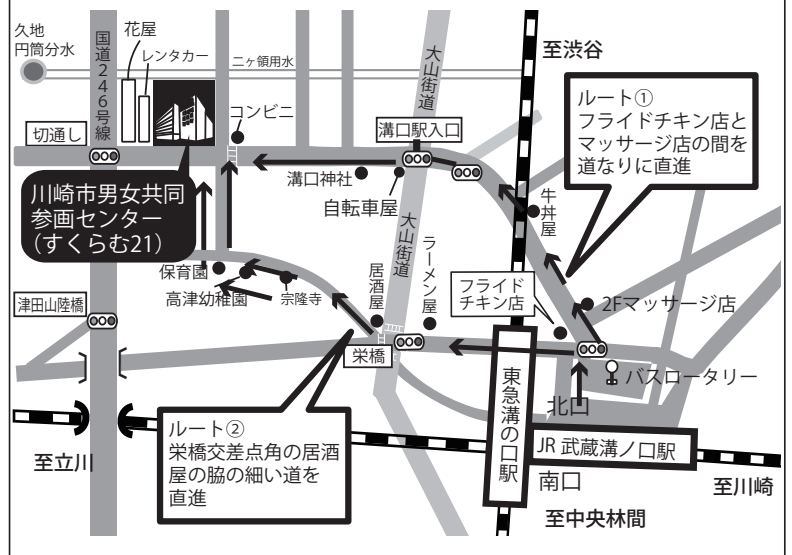 久地
円筒分水
国道246号線
花屋
レンタカー
二ヶ領用水
大山街道
至渋谷
ルート①
フライドチキン店と
マッサージ店の間を
道なりに直進
コンビニ
切通し
溝口駅入口
溝口神社
自転車屋
牛丼屋
川崎市男女共同
参画センター
(すくらむ21)
大山街道
ラーメン屋
居酒屋
保育園
高津幼稚園
宗隆寺
フライド
チキン店
2Fマッサージ店
津田山陸橋
栄橋
バスロータリー
北口
東急溝の口駅
ルート②
栄橋交差点角の居酒
屋の脇の細い道を
直進
JR 武蔵溝ノ口駅
南口
至立川
至川崎
至中央林間